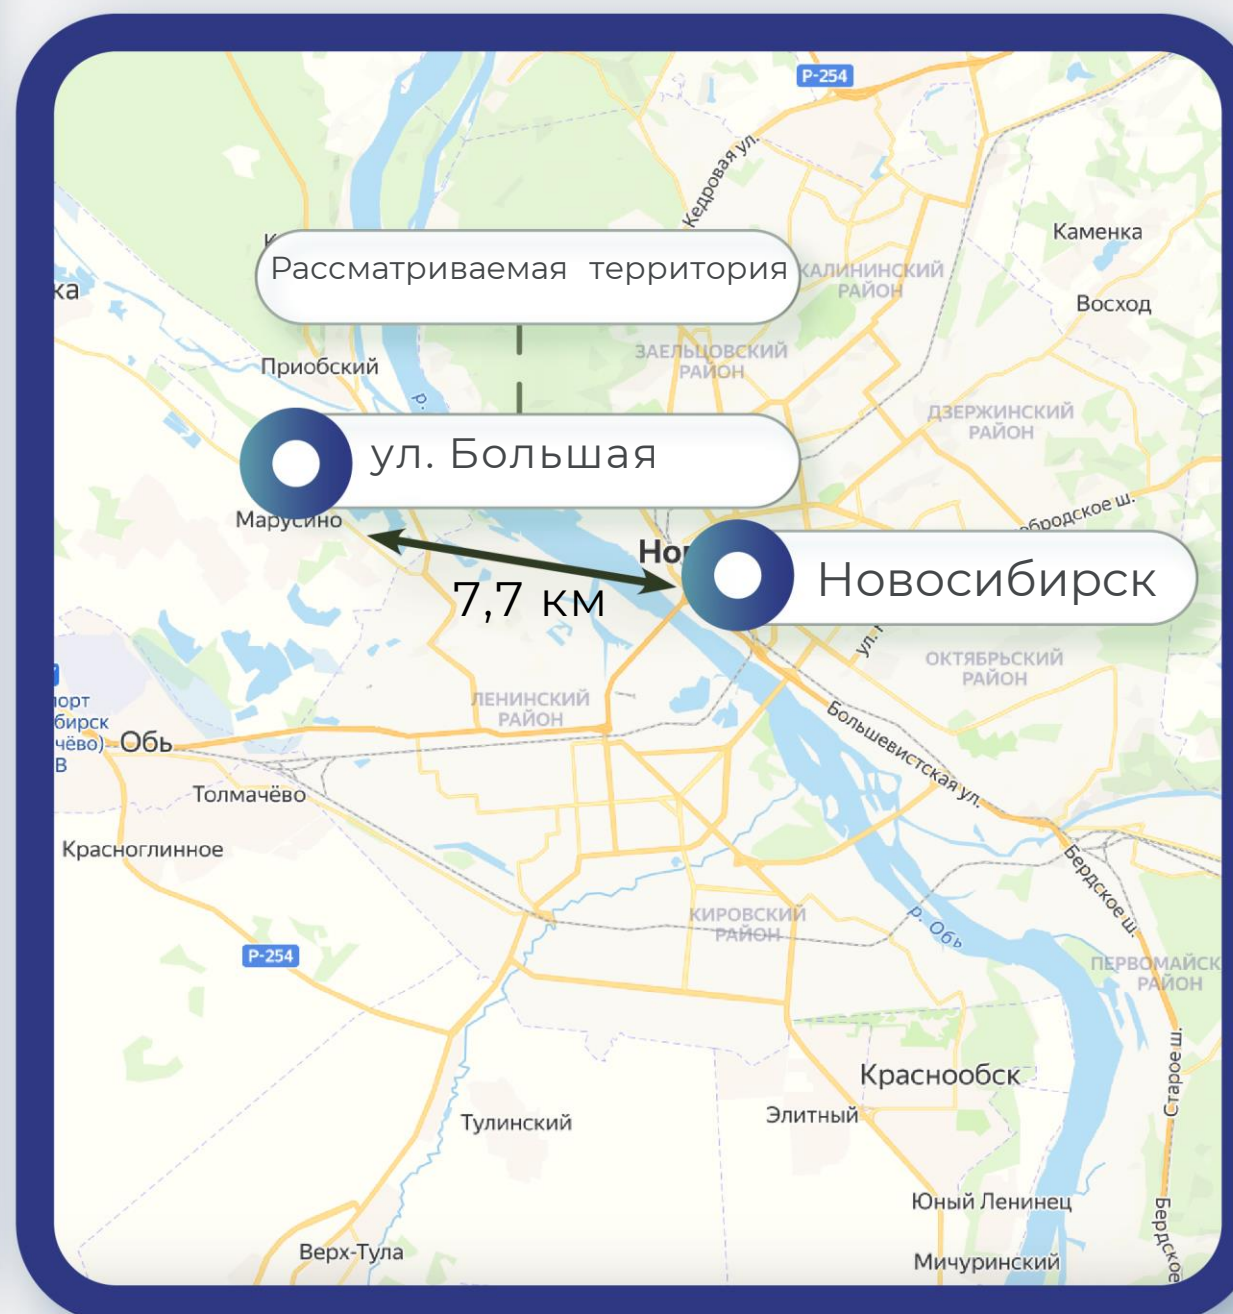 Р-254
Кедровая ул.
Каменка
КАЛИНИНСКИЙ
РАЙОН
Рассматриваемая территория
Восход
ЗАЕЛЬЦОВСКИЙ
РАЙОН
Приобский
р.
ДЗЕРЖИНСКИЙ
РАЙОН
ул. Большая
Марусино
7,7 км
Новосибирск
ОКТЯБРЬСКИЙ
РАЙОН
ЛЕНИНСКИЙ
РАЙОН
Большевистская ул.
Обь
Толмачёво
Красноглинное
Бердское ш.
КИРОВСКИЙ
РАЙОН
р. Обь
Р-254
РАЙОН
Старое ш.
Краснообск
Элитный
Тулинский
Юный Ленинец
Бердское
Верх-Тула
Мичуринский